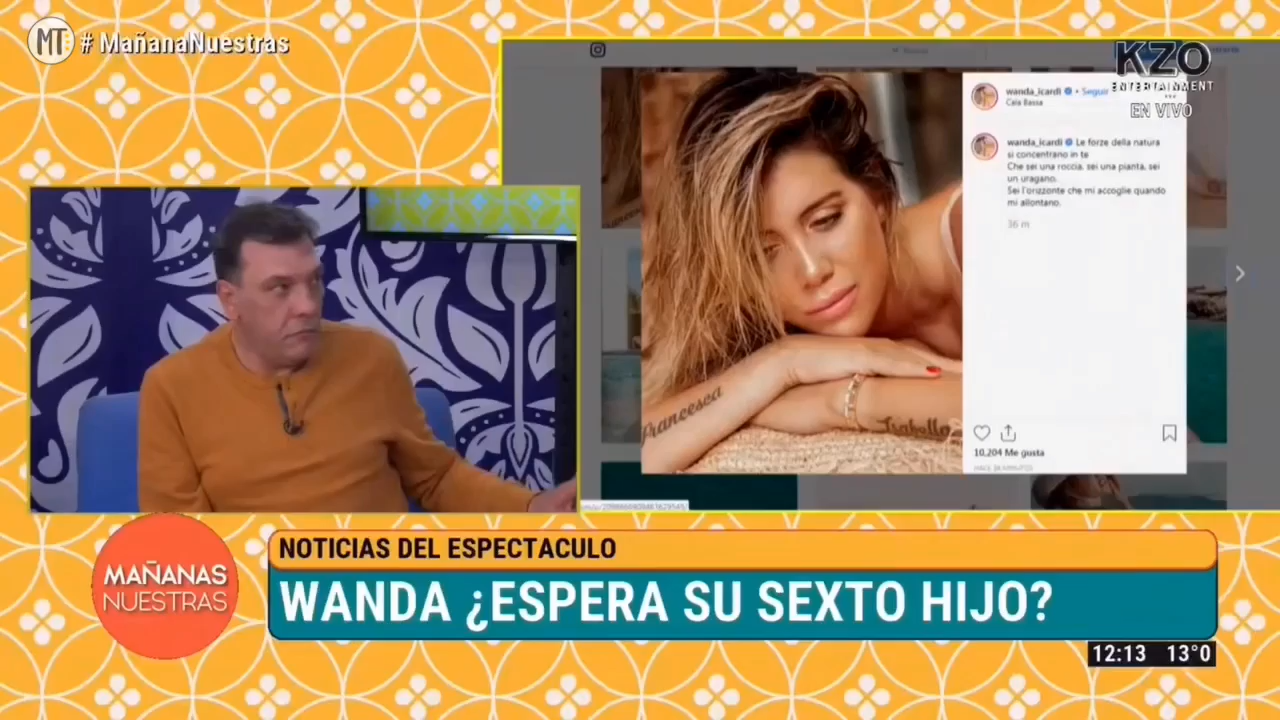 MT # MañanaNuestras
KZO
ENTERTAINMENT
EN VIVO
wanda_icardi • Seguir
Cala Bassa
wanda_icardi Le forze della natura
si concentrano in te
Che sei una roccia, sei una pianta, sei
un uragano.
Sei l'orizzonte che mi accoglie quando
mi allontano.
36 m
Francesca
Isabella
10,204 Me gusta
MAÑANAS
NUESTRAS
NOTICIAS DEL ESPECTACULO
WANDA ¿ESPERA SU SEXTO HIJO?
12:13 13°0